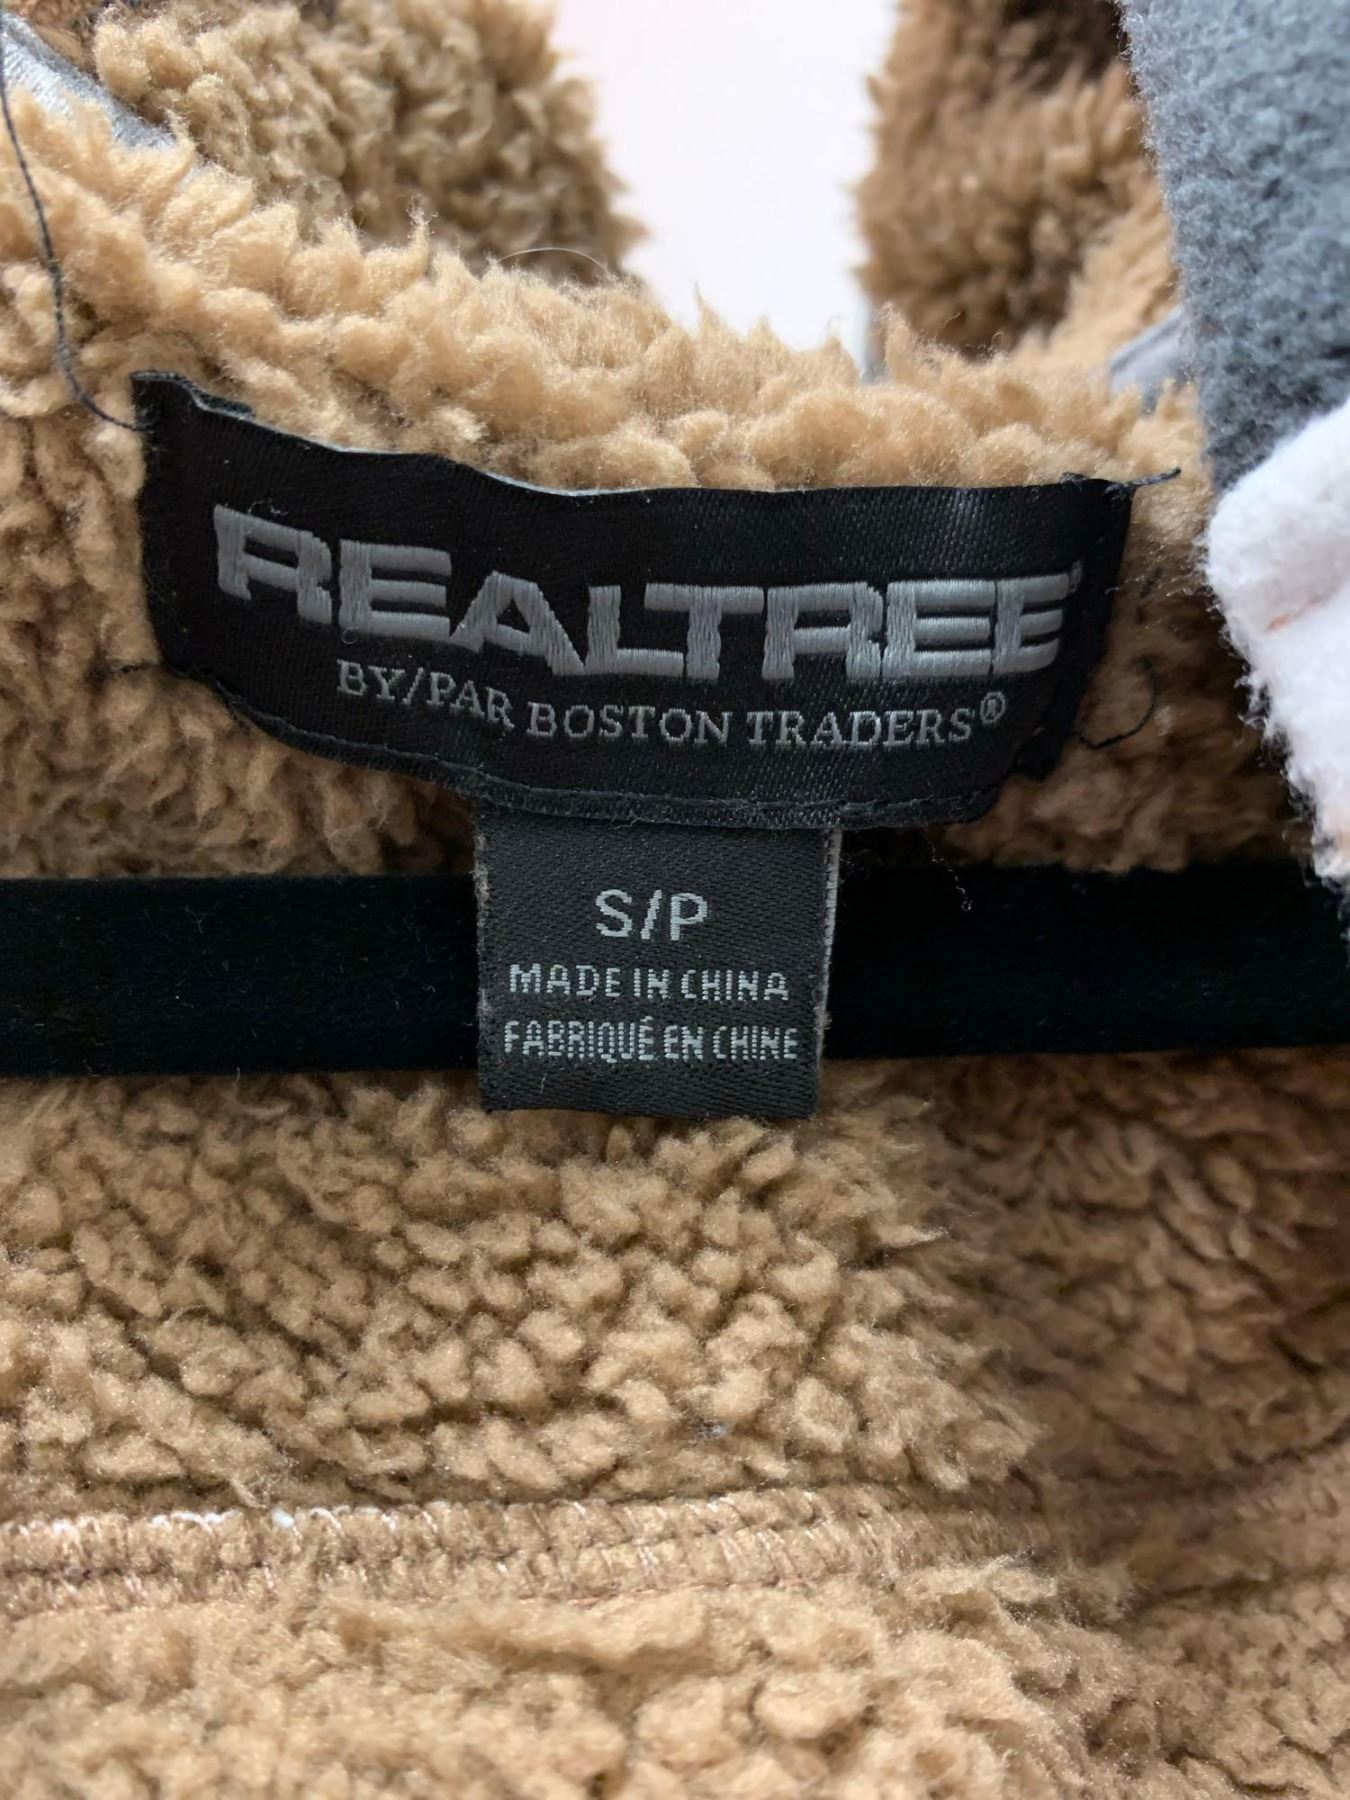 REALTREE®
BY/PAR BOSTON TRADERS®
S/P
MADE IN CHINA
FABRIQUÉ EN CHINE